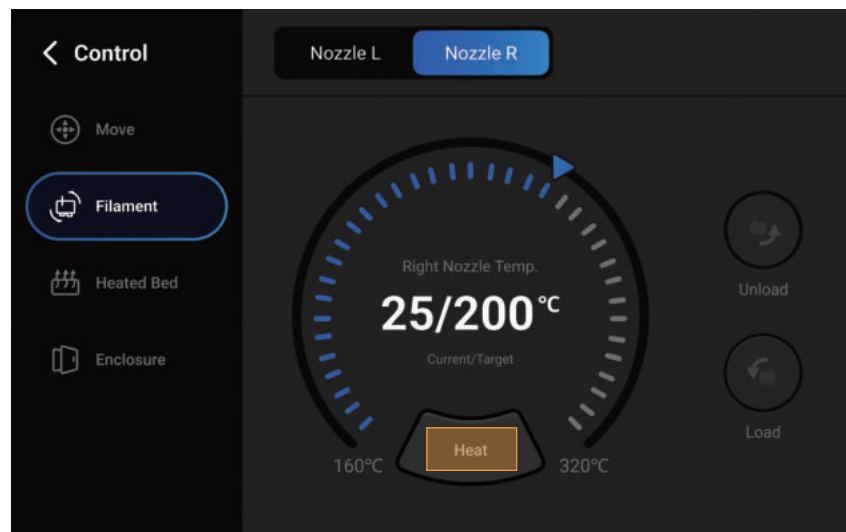 Control
Nozzle L
Nozzle R
Move
Filament
Heated Bed
Enclosure
Right Nozzle Temp.
25/200℃
Current/Target
Heat
160℃
320℃
Unload
Load